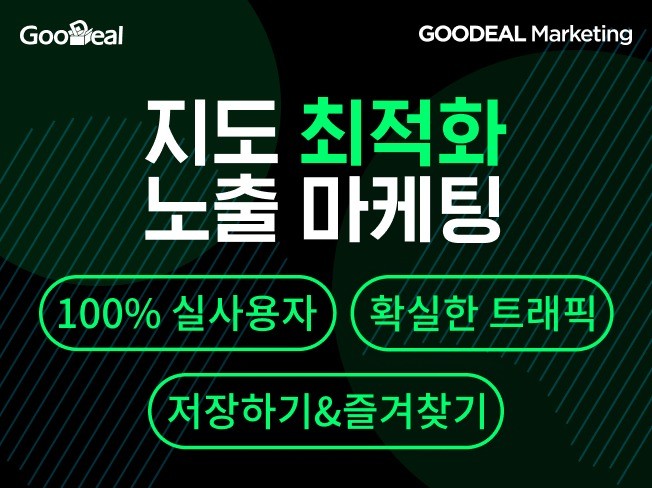 GooDeal
GOODEAL Marketing
지도 최적화
노출 마케팅
100% 실사용자
확실한 트래픽
저장하기&즐겨찾기